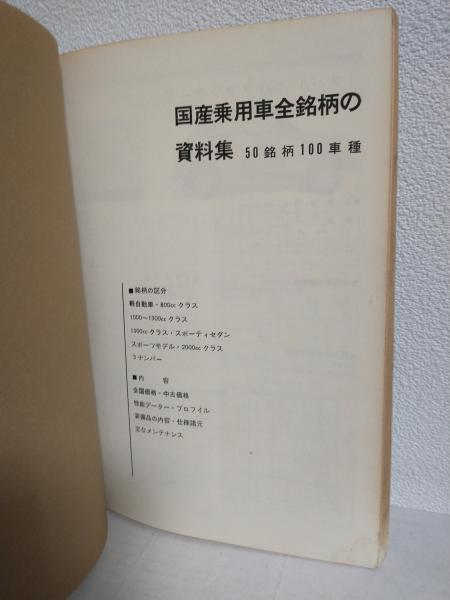 国産乗用車全銘柄の
資料集 50銘柄100車種
■銘柄の区分
軽自動車・800ccクラス
1000〜1300ccクラス
1300ccクラス・スポーティセダン
スポーツモデル・2000ccクラス
3ナンバー
■内 容
全国価格・中古価格
性能データー・プロフイル
装備品の内容・仕様諸元
主なメンテナンス